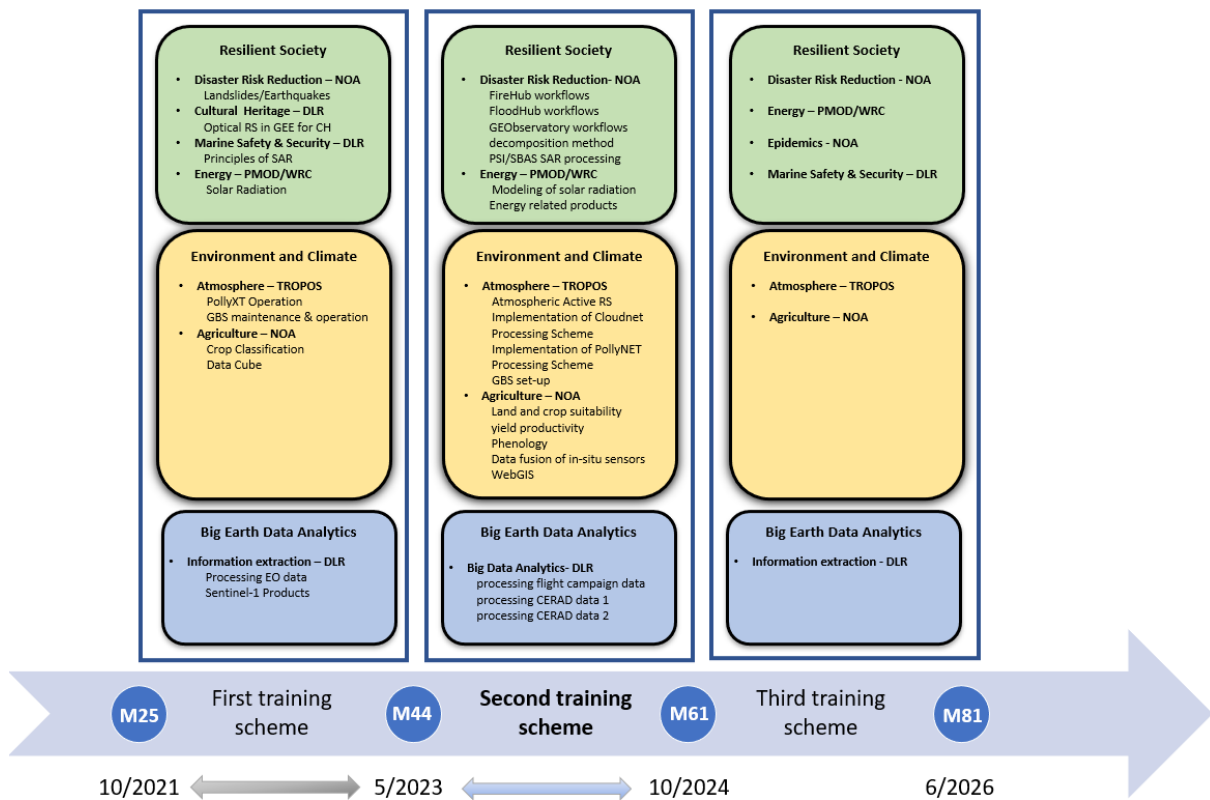 Resilient Society
• Disaster Risk Reduction – NOA
Landslides/Earthquakes
• Cultural Heritage – DLR
Optical RS in GEE for CH
• Marine Safety & Security – DLR
Principles of SAR
• Energy – PMOD/WRC
Solar Radiation
Environment and Climate
• Atmosphere – TROPOS
PollyXT Operation
GBS maintenance & operation
• Agriculture – NOA
Crop Classification
Data Cube
Big Earth Data Analytics
• Information extraction – DLR
Processing EO data
Sentinel-1 Products
Resilient Society
• Disaster Risk Reduction- NOA
FireHub workflows
FloodHub workflows
GEObservatory workflows
decomposition method
PSI/SBAS SAR processing
• Energy – PMOD/WRC
Modeling of solar radiation
Energy related products
Environment and Climate
• Atmosphere – TROPOS
Atmospheric Active RS
Implementation of Cloudnet
Processing Scheme
Implementation of PollyNET
Processing Scheme
GBS set-up
• Agriculture – NOA
Land and crop suitability
yield productivity
Phenology
Data fusion of in-situ sensors
WebGIS
Big Earth Data Analytics
• Big Data Analytics- DLR
processing flight campaign data
processing CERAD data 1
processing CERAD data 2
Resilient Society
• Disaster Risk Reduction - NOA
• Energy – PMOD/WRC
• Epidemics - NOA
• Marine Safety & Security – DLR
Environment and Climate
• Atmosphere – TROPOS
• Agriculture – NOA
Big Earth Data Analytics
• Information extraction - DLR
M25
First training
scheme
M44
Second training
scheme
M61
Third training
scheme
M81
10/2021
5/2023
10/2024
6/2026